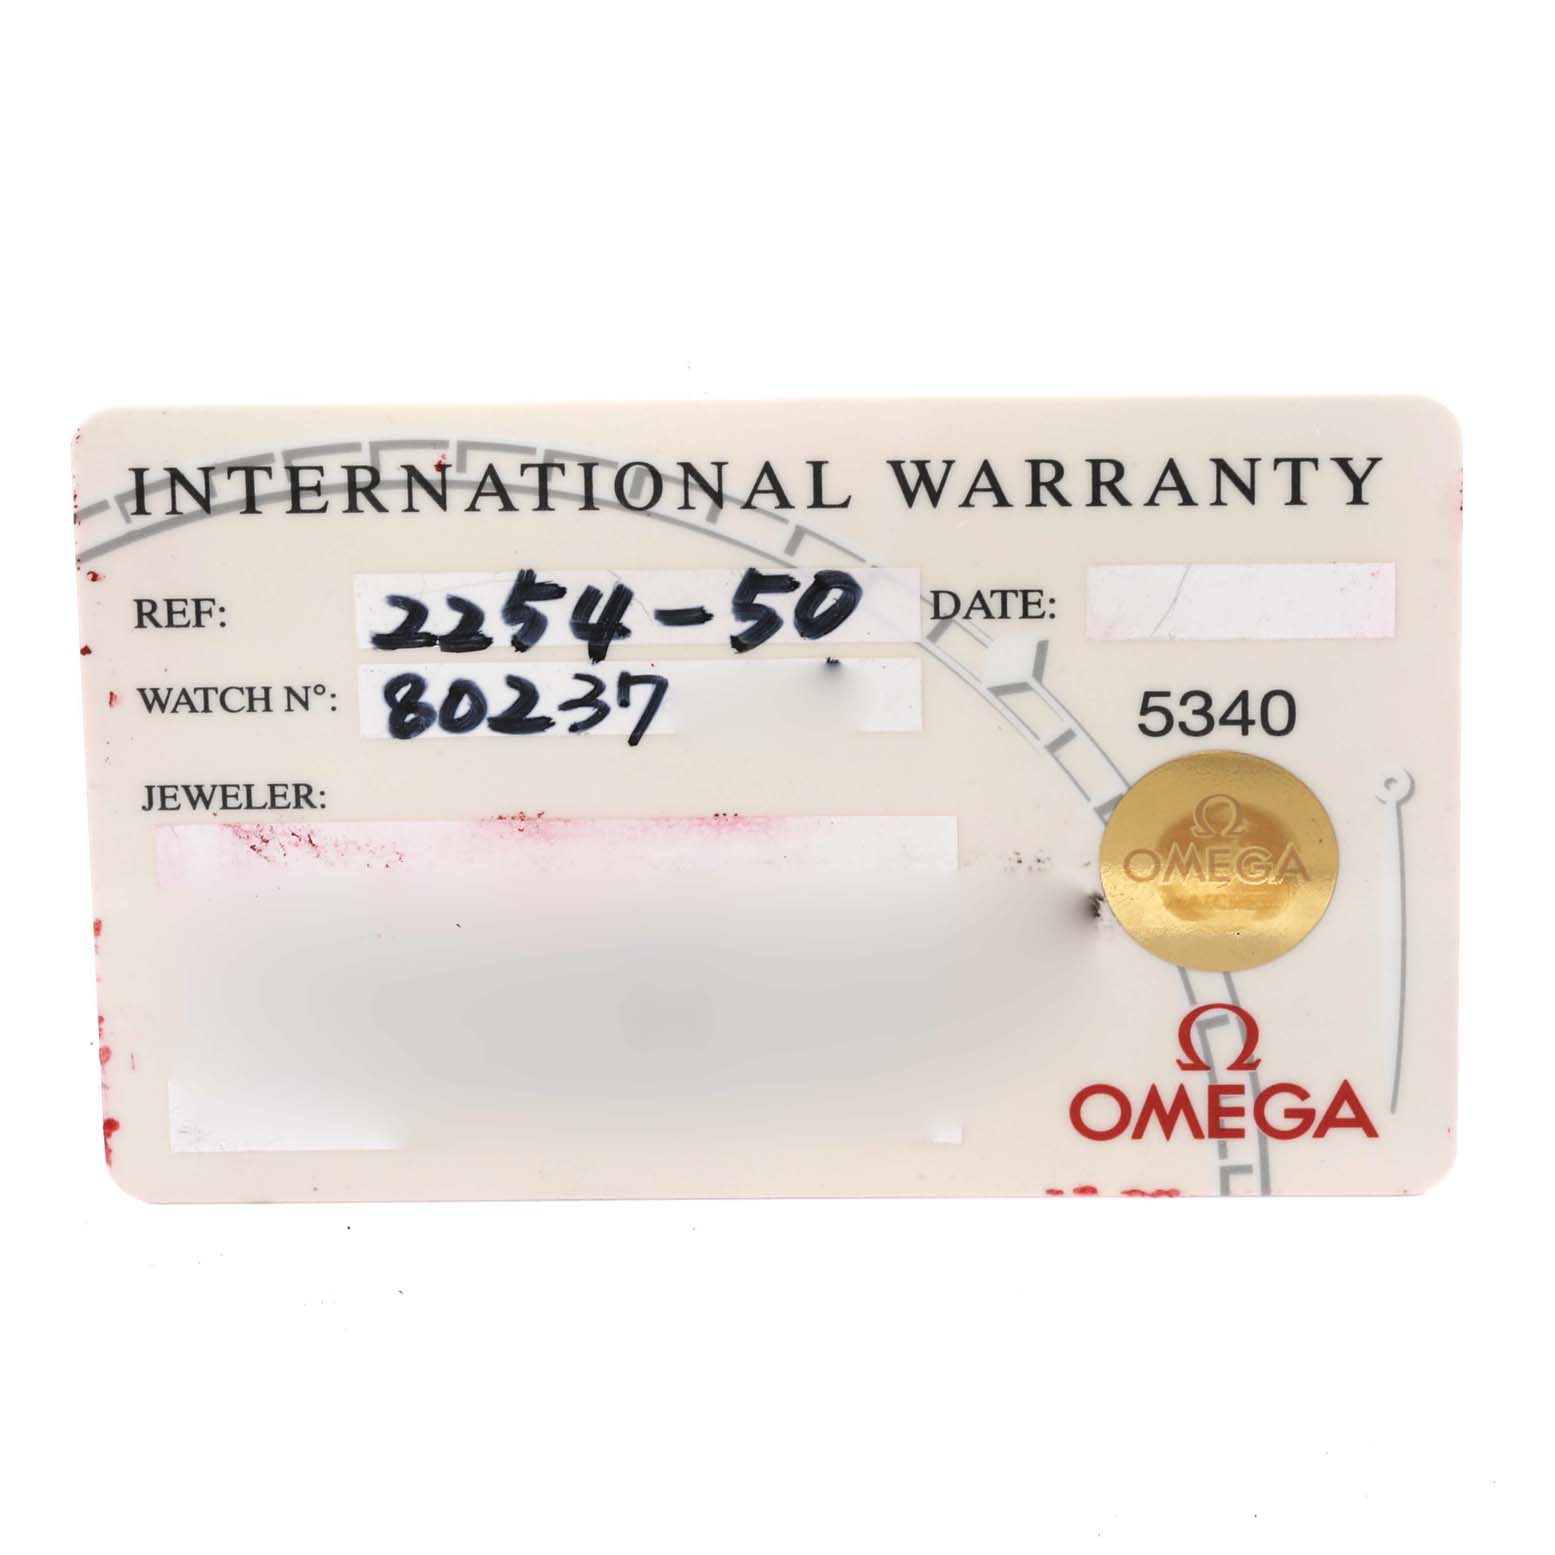 INTERNATIONAL WARRANTY
REF: 2254-50 DATE:
WATCH N°: 80237
5340
JEWELER:
Ω
OMEGA
Ω
OMEGA